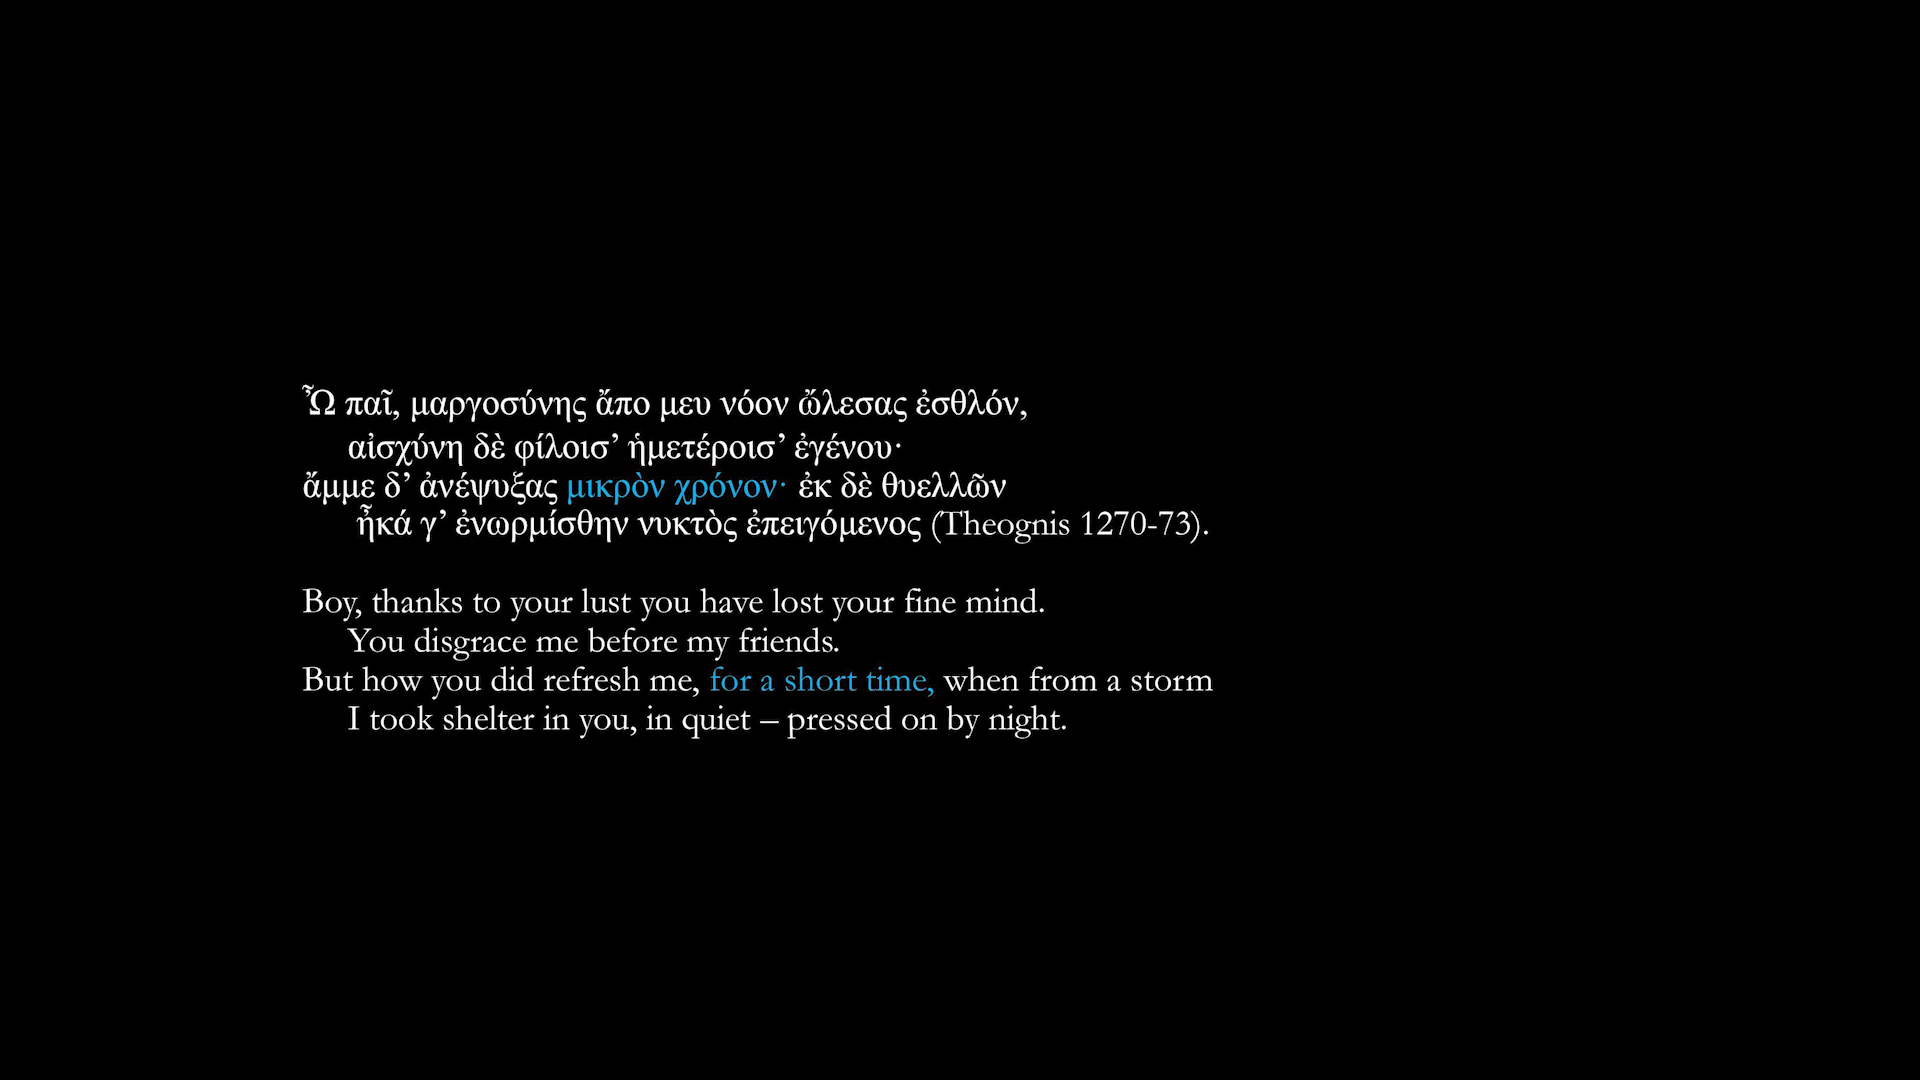 Ὦ παῖ, μαργοσύνης ἄπο μευ νόον ὤλεσας ἐσθλόν,
αἰσχύνη δὲ φίλοισ’ ἡμετέροισ’ ἐγένου·
ἄμμε δ’ ἀνέψυξας μικρὸν χρόνον· ἐκ δὲ θυελλῶν
ἦκά γ’ ἐνωρμίσθην νυκτὸς ἐπειγόμενος (Theognis 1270-73).
Boy, thanks to your lust you have lost your fine mind.
You disgrace me before my friends.
But how you did refresh me, for a short time, when from a storm
I took shelter in you, in quiet – pressed on by night.